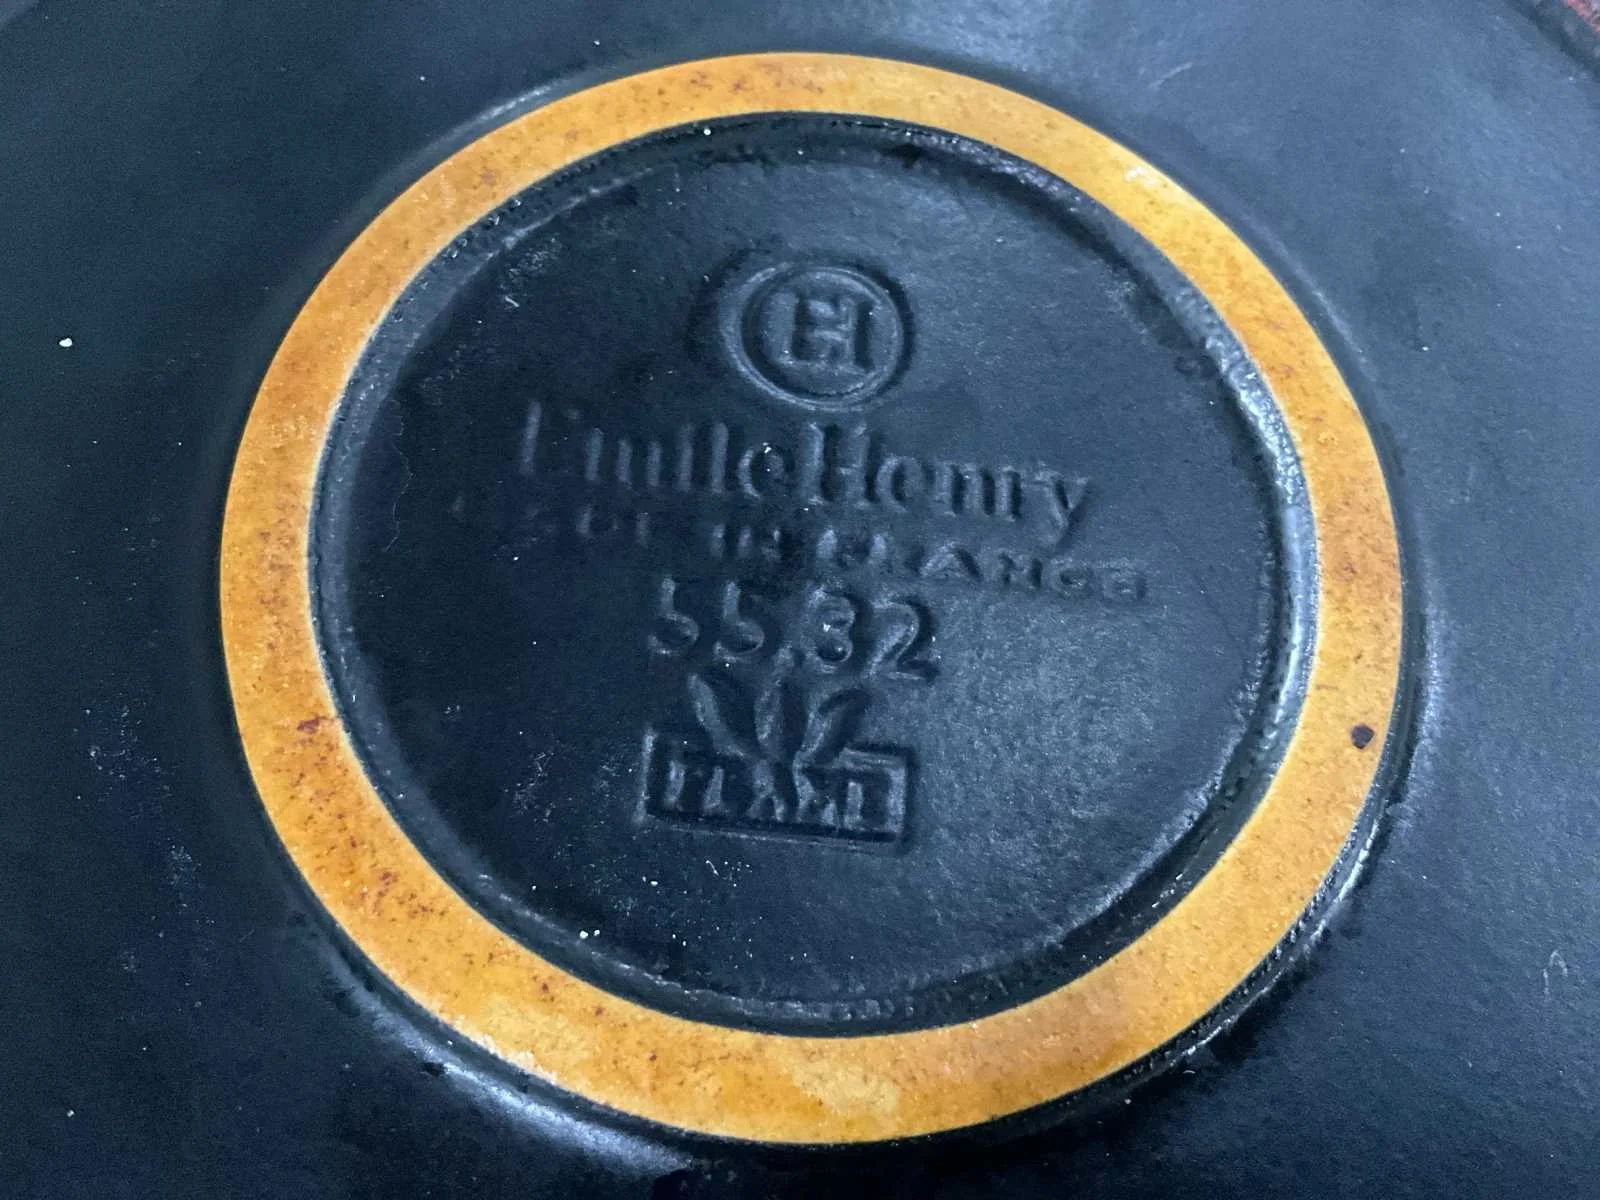 EH
Emile Henry
MADE IN FRANCE
55.32
FLAME